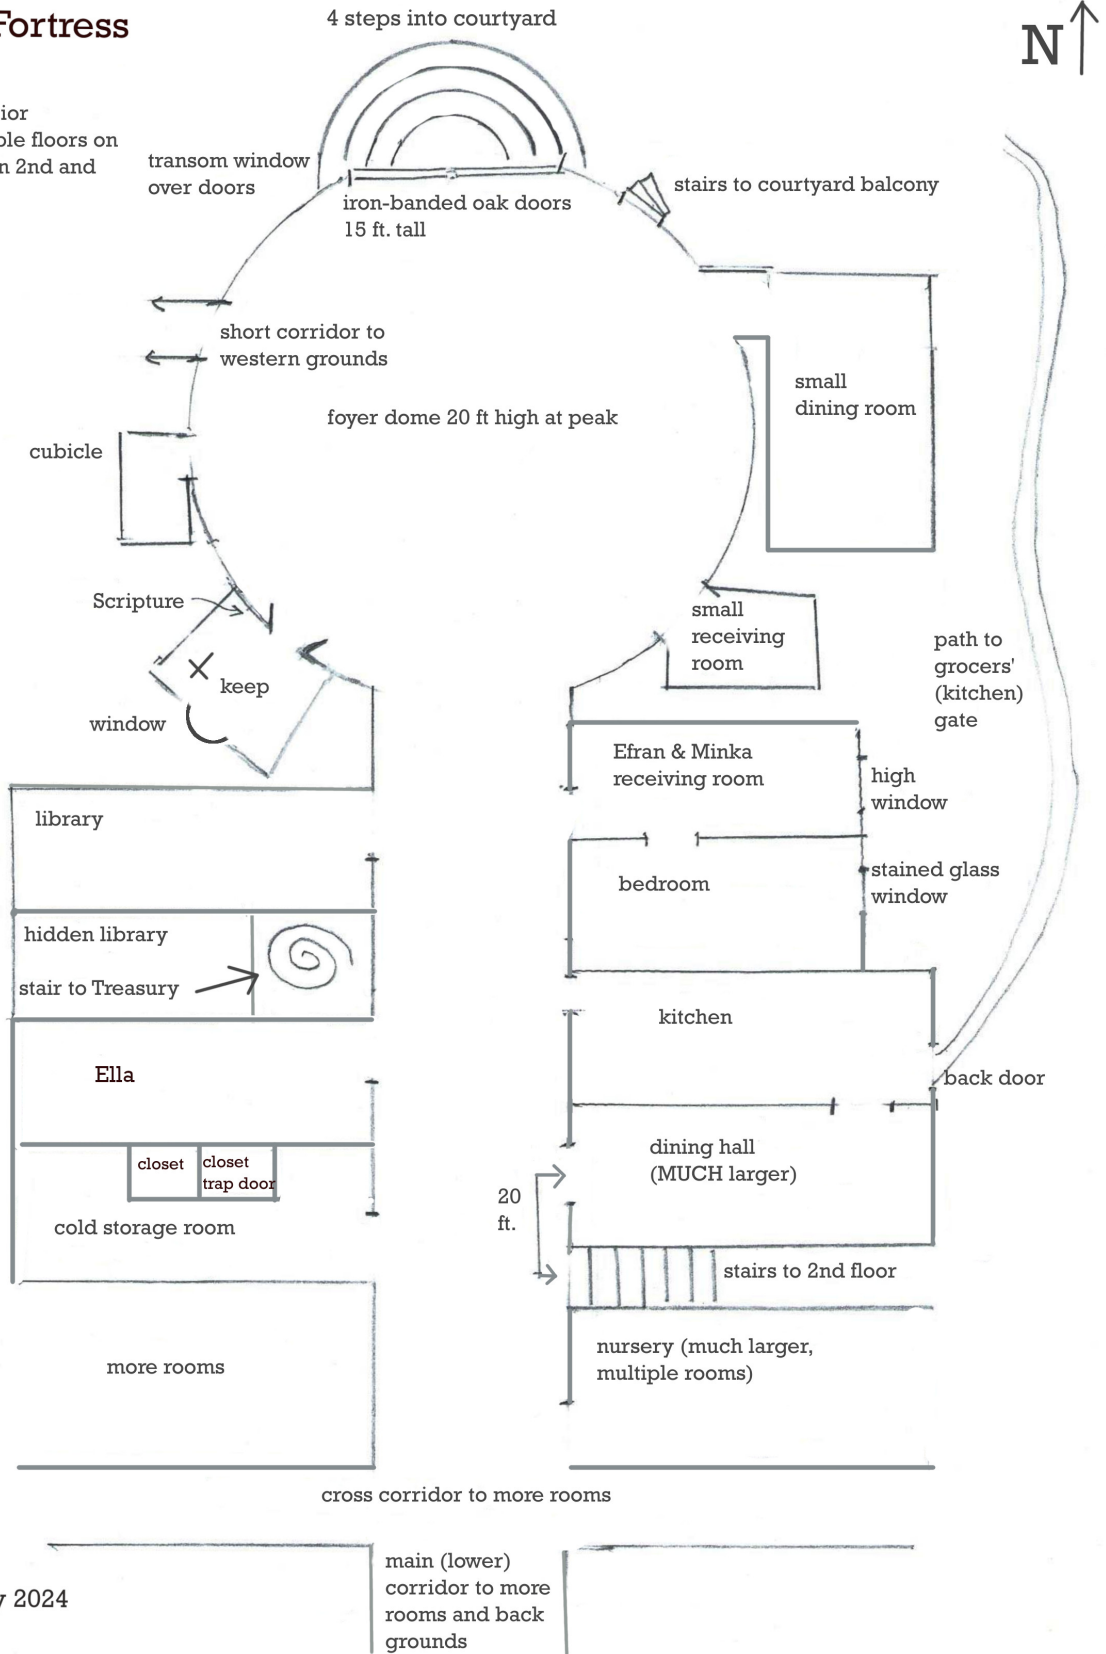 Fortress
4 steps into courtyard
N
ior
ole floors on
n 2nd and
transom window
over doors
iron-banded oak doors
15 ft. tall
stairs to courtyard balcony
short corridor to
western grounds
small
dining room
foyer dome 20 ft high at peak
cubicle
Scripture
small
receiving
room
path to
grocers'
(kitchen)
gate
keep
window
Efran & Minka
receiving room
high
window
library
stained glass
window
bedroom
hidden library
stair to Treasury
kitchen
Ella
back door
closet
closet
trap door
dining hall
(MUCH larger)
20
ft.
cold storage room
stairs to 2nd floor
more rooms
nursery (much larger,
multiple rooms)
cross corridor to more rooms
main (lower)
corridor to more
rooms and back
grounds
y 2024